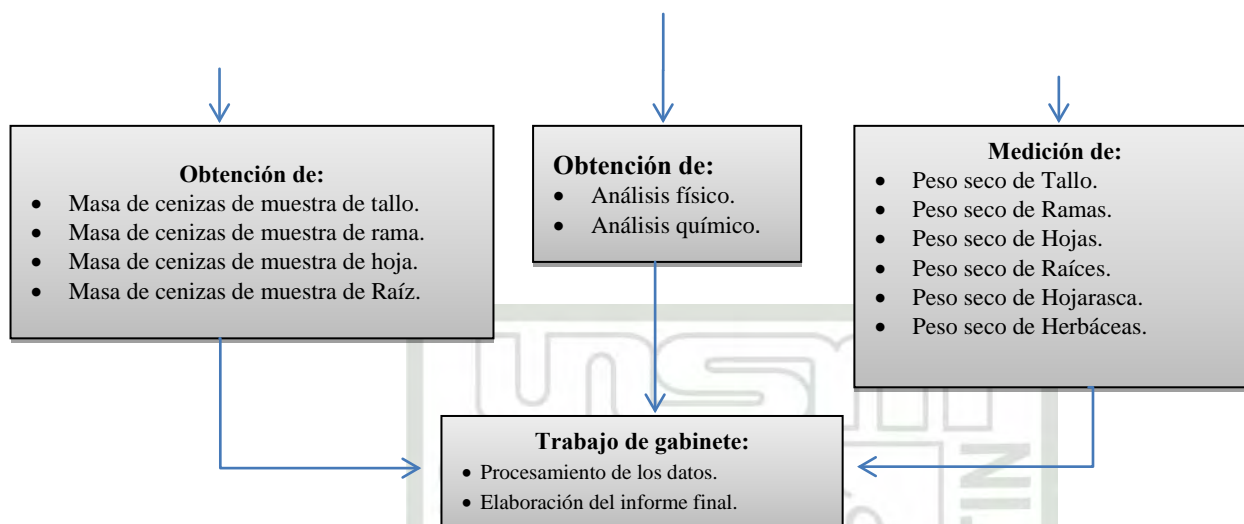 Obtención de:
• Masa de cenizas de muestra de tallo.
• Masa de cenizas de muestra de rama.
• Masa de cenizas de muestra de hoja.
• Masa de cenizas de muestra de Raíz.
Obtención de:
• Análisis físico.
• Análisis químico.
Medición de:
• Peso seco de Tallo.
• Peso seco de Ramas.
• Peso seco de Hojas.
• Peso seco de Raíces.
• Peso seco de Hojarasca.
• Peso seco de Herbáceas.
Trabajo de gabinete:
• Procesamiento de los datos.
• Elaboración del informe final.